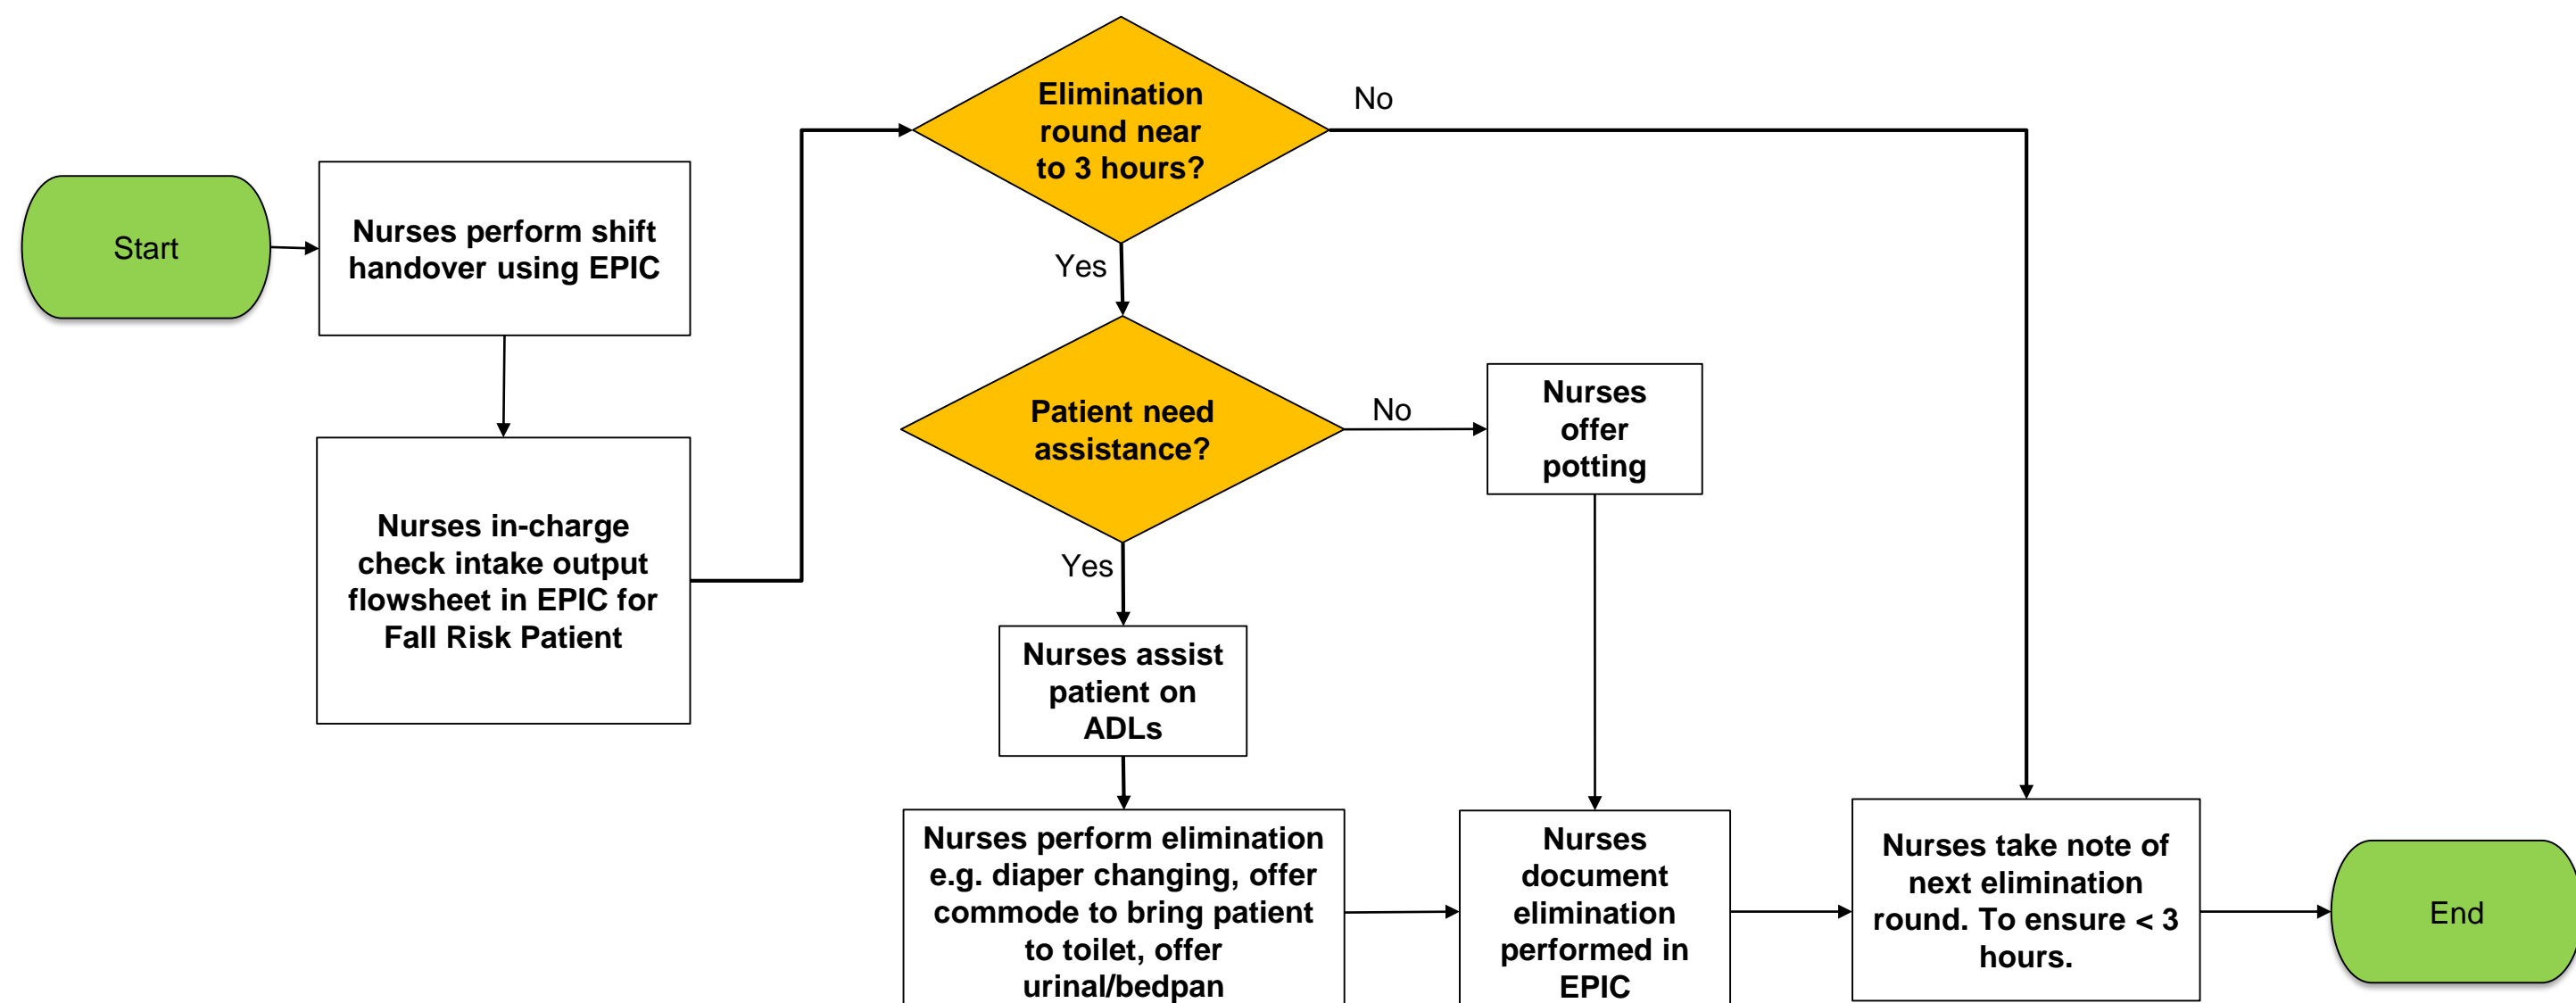 Start
Nurses perform shift
handover using EPIC
Nurses in-charge
check intake output
flowsheet in EPIC for
Fall Risk Patient
Elimination
round near
to 3 hours?
No
Yes
Patient need
assistance?
No
Nurses
offer
potting
Yes
Nurses assist
patient on
ADLs
Nurses perform elimination
e.g. diaper changing, offer
commode to bring patient
to toilet, offer
urinal/bedpan
Nurses
document
elimination
performed in
EPIC
Nurses take note of
next elimination
round. To ensure < 3
hours.
End